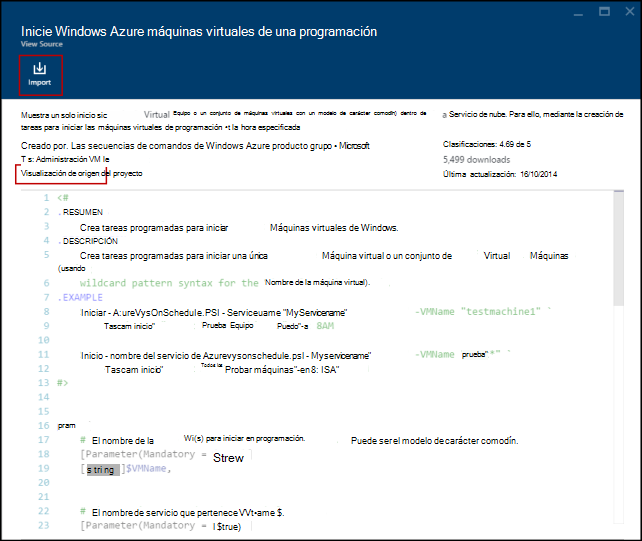 Inicie Windows Azure máquinas virtuales de una programación
View Source
Import
Muestra un solo inicio sic Virtual Equipo o un conjunto de máquinas virtuales con un modelo de carácter comodín) dentro de a Servicio de nube. Para ello, mediante la creación de
tareas para iniciar las máquinas virtuales de programación •t la hora especificada
Creado por. Las secuencias de comandos de Windows Azure producto grupo • Microsoft
Clasificaciones: 4.69 de 5
T s: Administración VM le
5,499 downloads
Visualización de origen del proyecto
Última actualización: 16/10/2014
1 <#
2 .RESUMEN
3 Crea tareas programadas para iniciar Máquinas virtuales de Windows.
4 .DESCRIPCIÓN
5 Crea tareas programadas para iniciar una única Máquina virtual o un conjunto de Virtual Máquinas
(usando
6 wildcard pattern syntax for the Nombre de la máquina virtual).
7 .EXAMPLE
8 Iniciar - A:ureVysOnSchedule.PSl - Serviceuame "MyServicename" -VMName "testmachine1" `
9 Tascam inicio" Prueba Equipo Puedo"-a 8AM
10
11 Inicio - nombre del servicio de Azurevysonschedule.psl - Myservicename" -VMName prueba"*" `
12 Tascam inicio" Todos las Probar máquinas"-en 8: ISA"
13 #>
14
15
16 pram
17 # El nombre de la Wi(s) para iniciar en programación. Puede serel modelo de carácter comodín.
18 [Parameter(Mandatory = Strew
19 [string]$VMName,
20
21
22 # El nombre de servicio que pertenece VVt•ame $.
23 [Parameter(Mandatory = I $true)